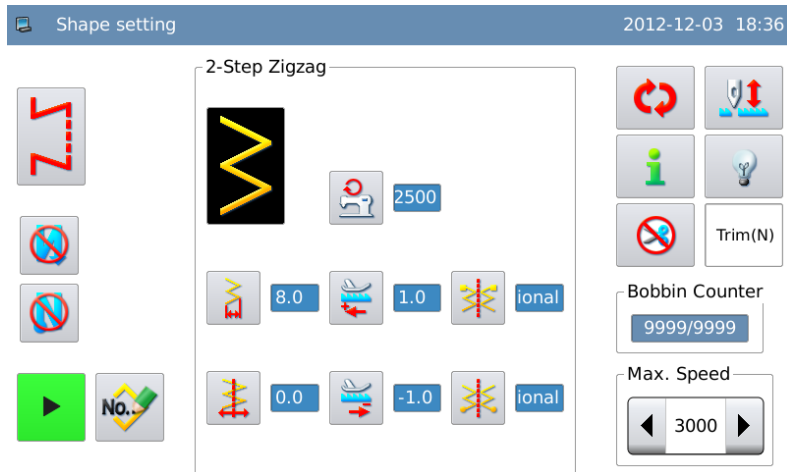 Shape setting
2012-12-03 18:36
2-Step Zigzag
2500
8.0
1.0
ional
0.0
-1.0
ional
No..
Trim(N)
Bobbin Counter
9999/9999
Max. Speed
3000